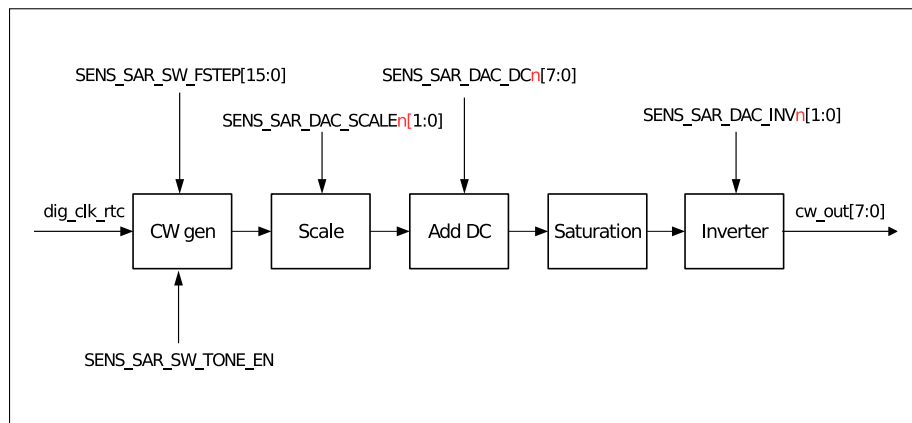 SENS_SAR_SW_FSTEP[15:0]
SENS_SAR_DAC_DCn[7:0]
SENS_SAR_DAC_SCALEn[1:0]
SENS_SAR_DAC_INVn[1:0]
dig_clk_rtc
CW gen
Scale
Add DC
Saturation
Inverter
cw_out[7:0]
SENS_SAR_SW_TONE_EN